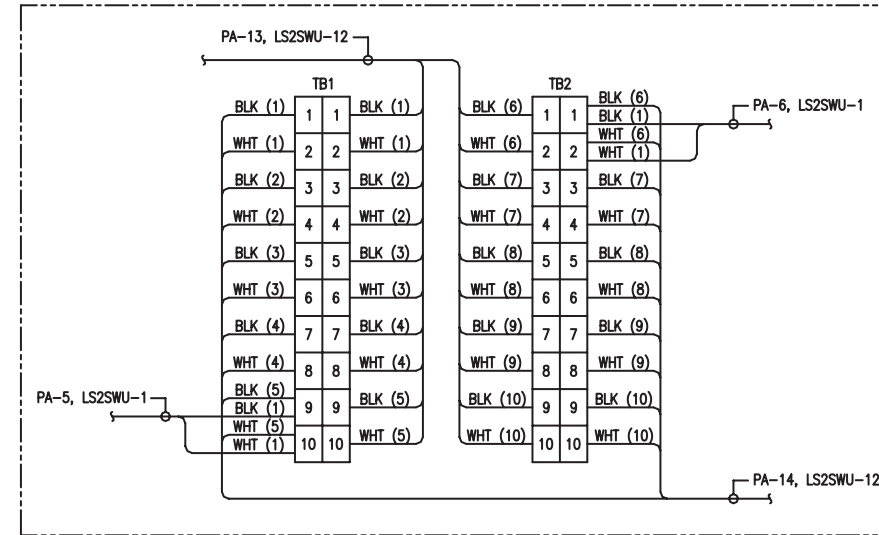 PA-13, LS2SWU-12
TB1
TB2
BLK (1) 1 1 BLK (1)
WHT (1) 2 2 WHT (1)
BLK (2) 3 3 BLK (2)
WHT (2) 4 4 WHT (2)
BLK (3) 5 5 BLK (3)
WHT (3) 6 6 WHT (3)
BLK (4) 7 7 BLK (4)
WHT (4) 8 8 WHT (4)
BLK (5)
BLK (1) 9 9 BLK (5)
WHT (5)
WHT (1) 10 10 WHT (5)
PA-5, LS2SWU-1
BLK (6) 1 1 BLK (6)
BLK (1)
WHT (6) 2 2 WHT (6)
WHT (1)
BLK (7) 3 3 BLK (7)
WHT (7) 4 4 WHT (7)
BLK (8) 5 5 BLK (8)
WHT (8) 6 6 WHT (8)
BLK (9) 7 7 BLK (9)
WHT (9) 8 8 WHT (9)
BLK (10) 9 9 BLK (10)
WHT (10) 10 10 WHT (10)
PA-6, LS2SWU-1
PA-14, LS2SWU-12